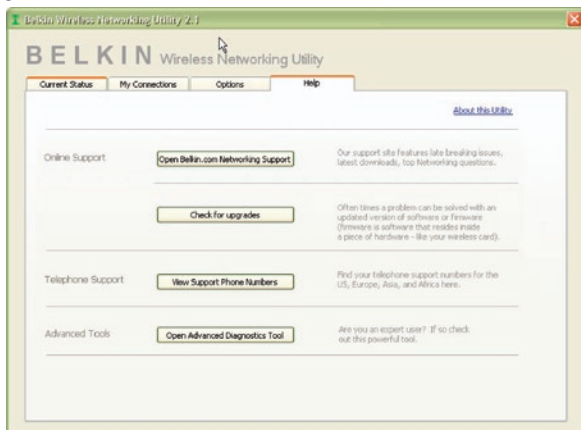 Belkin Wireless Networking Utility 2.1
BELKIN Wireless Networking Utility
Current Status
My Connections
Options
Help
About this Utility
Online Support
Open Belkin.com Networking Support
Our support site features late breaking issues,
latest downloads, top Networking questions.
Check for upgrades
Often times a problem can be solved with an
updated version of software or firmware
(firmware is software that resides inside
a piece of hardware - like your wireless card).
Telephone Support
View Support Phone Numbers
Find your telephone support numbers for the
US, Europe, Asia, and Africa here.
Advanced Tools
Open Advanced Diagnostics Tool
Are you an expert user? If so check
out this powerful tool.